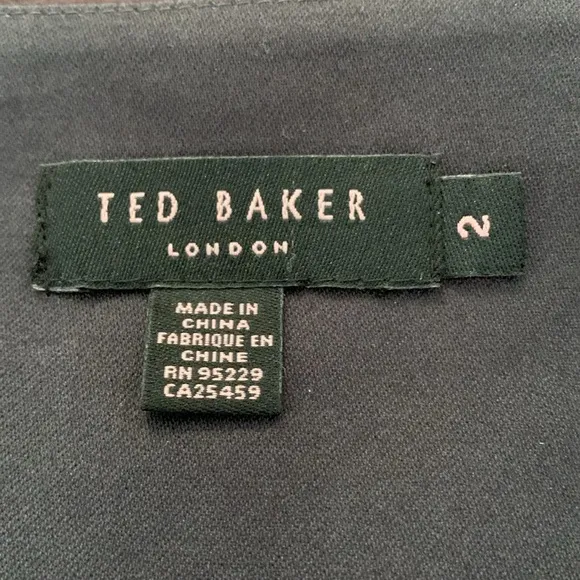 TED BAKER
LONDON
2
MADE IN
CHINA
FABRIQUE EN
CHINE
RN 95229
CA25459